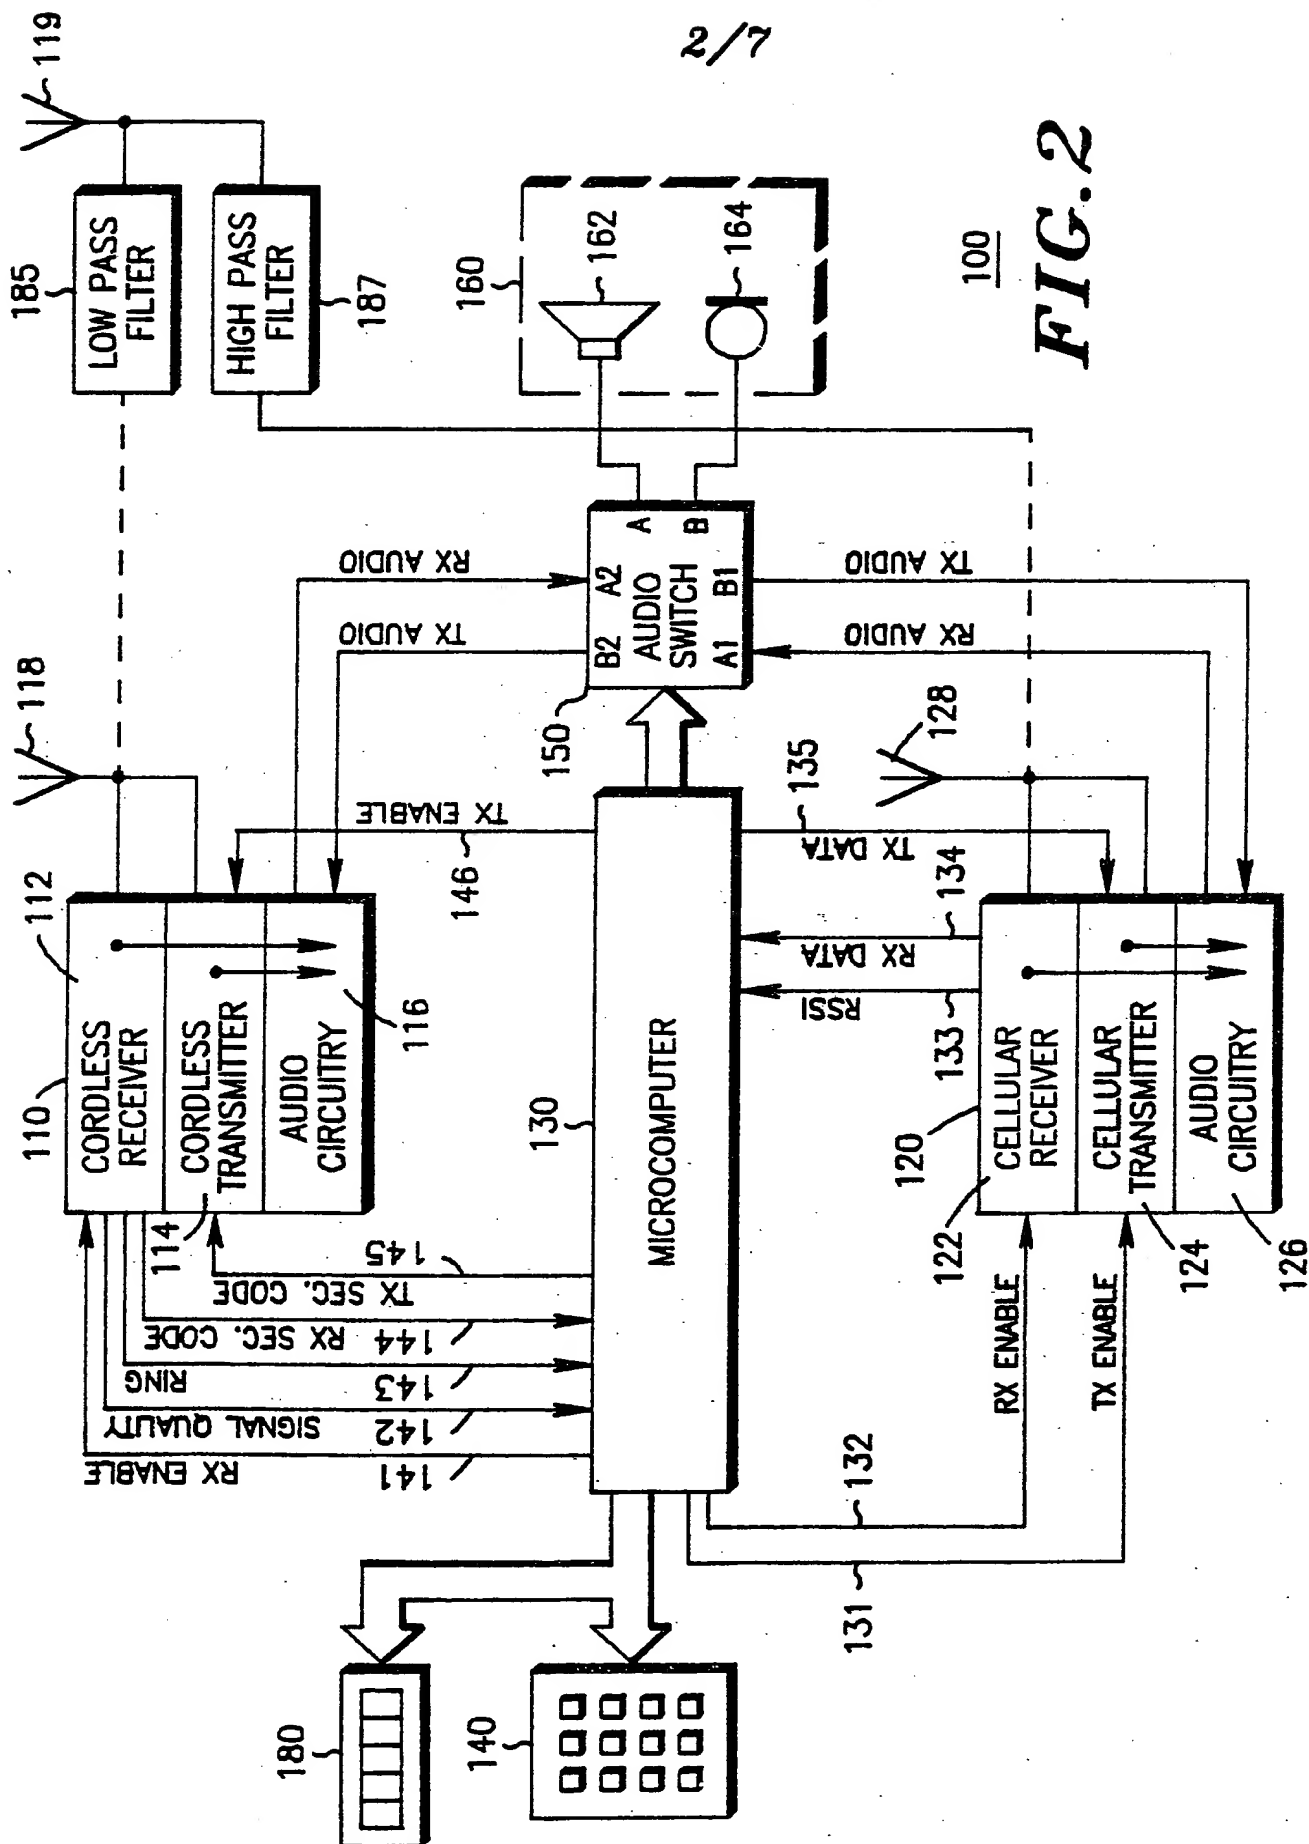 2/7
119
185
LOW PASS
FILTER
HIGH PASS
FILTER
187
118
112
110
CORDLESS
RECEIVER
CORDLESS
TRANSMITTER
114
AUDIO
CIRCUITRY
116
RX ENABLE
141
SIGNAL QUALITY
142
RING
143
RX SEC. CODE
144
TX SEC. CODE
145
TX ENABLE
146
TX AUDIO
RX AUDIO
160
162
164
150
B2
A2
AUDIO
SWITCH
A1
B1
A
B
RX AUDIO
TX AUDIO
130
MICROCOMPUTER
180
140
131
132
RX ENABLE
TX ENABLE
RSSI
133
RX DATA
134
TX DATA
135
128
120
122
CELLULAR
RECEIVER
CELLULAR
TRANSMITTER
124
AUDIO
CIRCUITRY
126
100
FIG.2